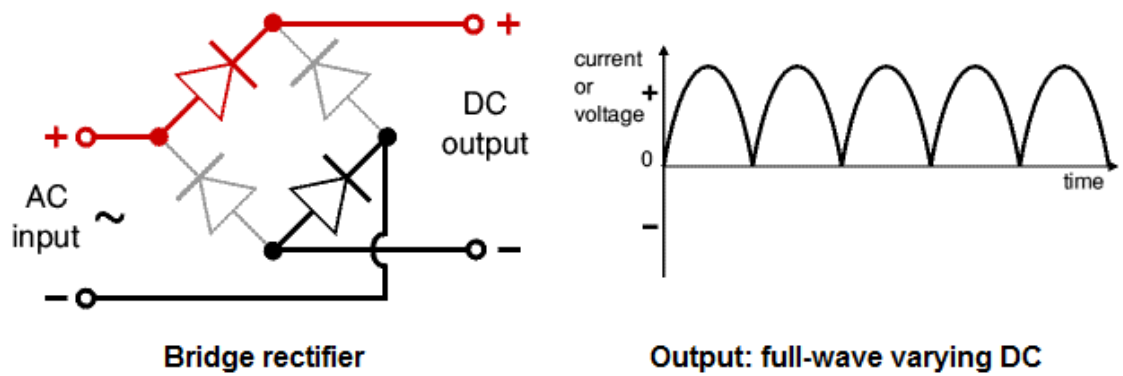 +
+
DC
output
AC
input
~
−
−
Bridge rectifier
current
or
voltage
+
0
−
time
Output: full-wave varying DC